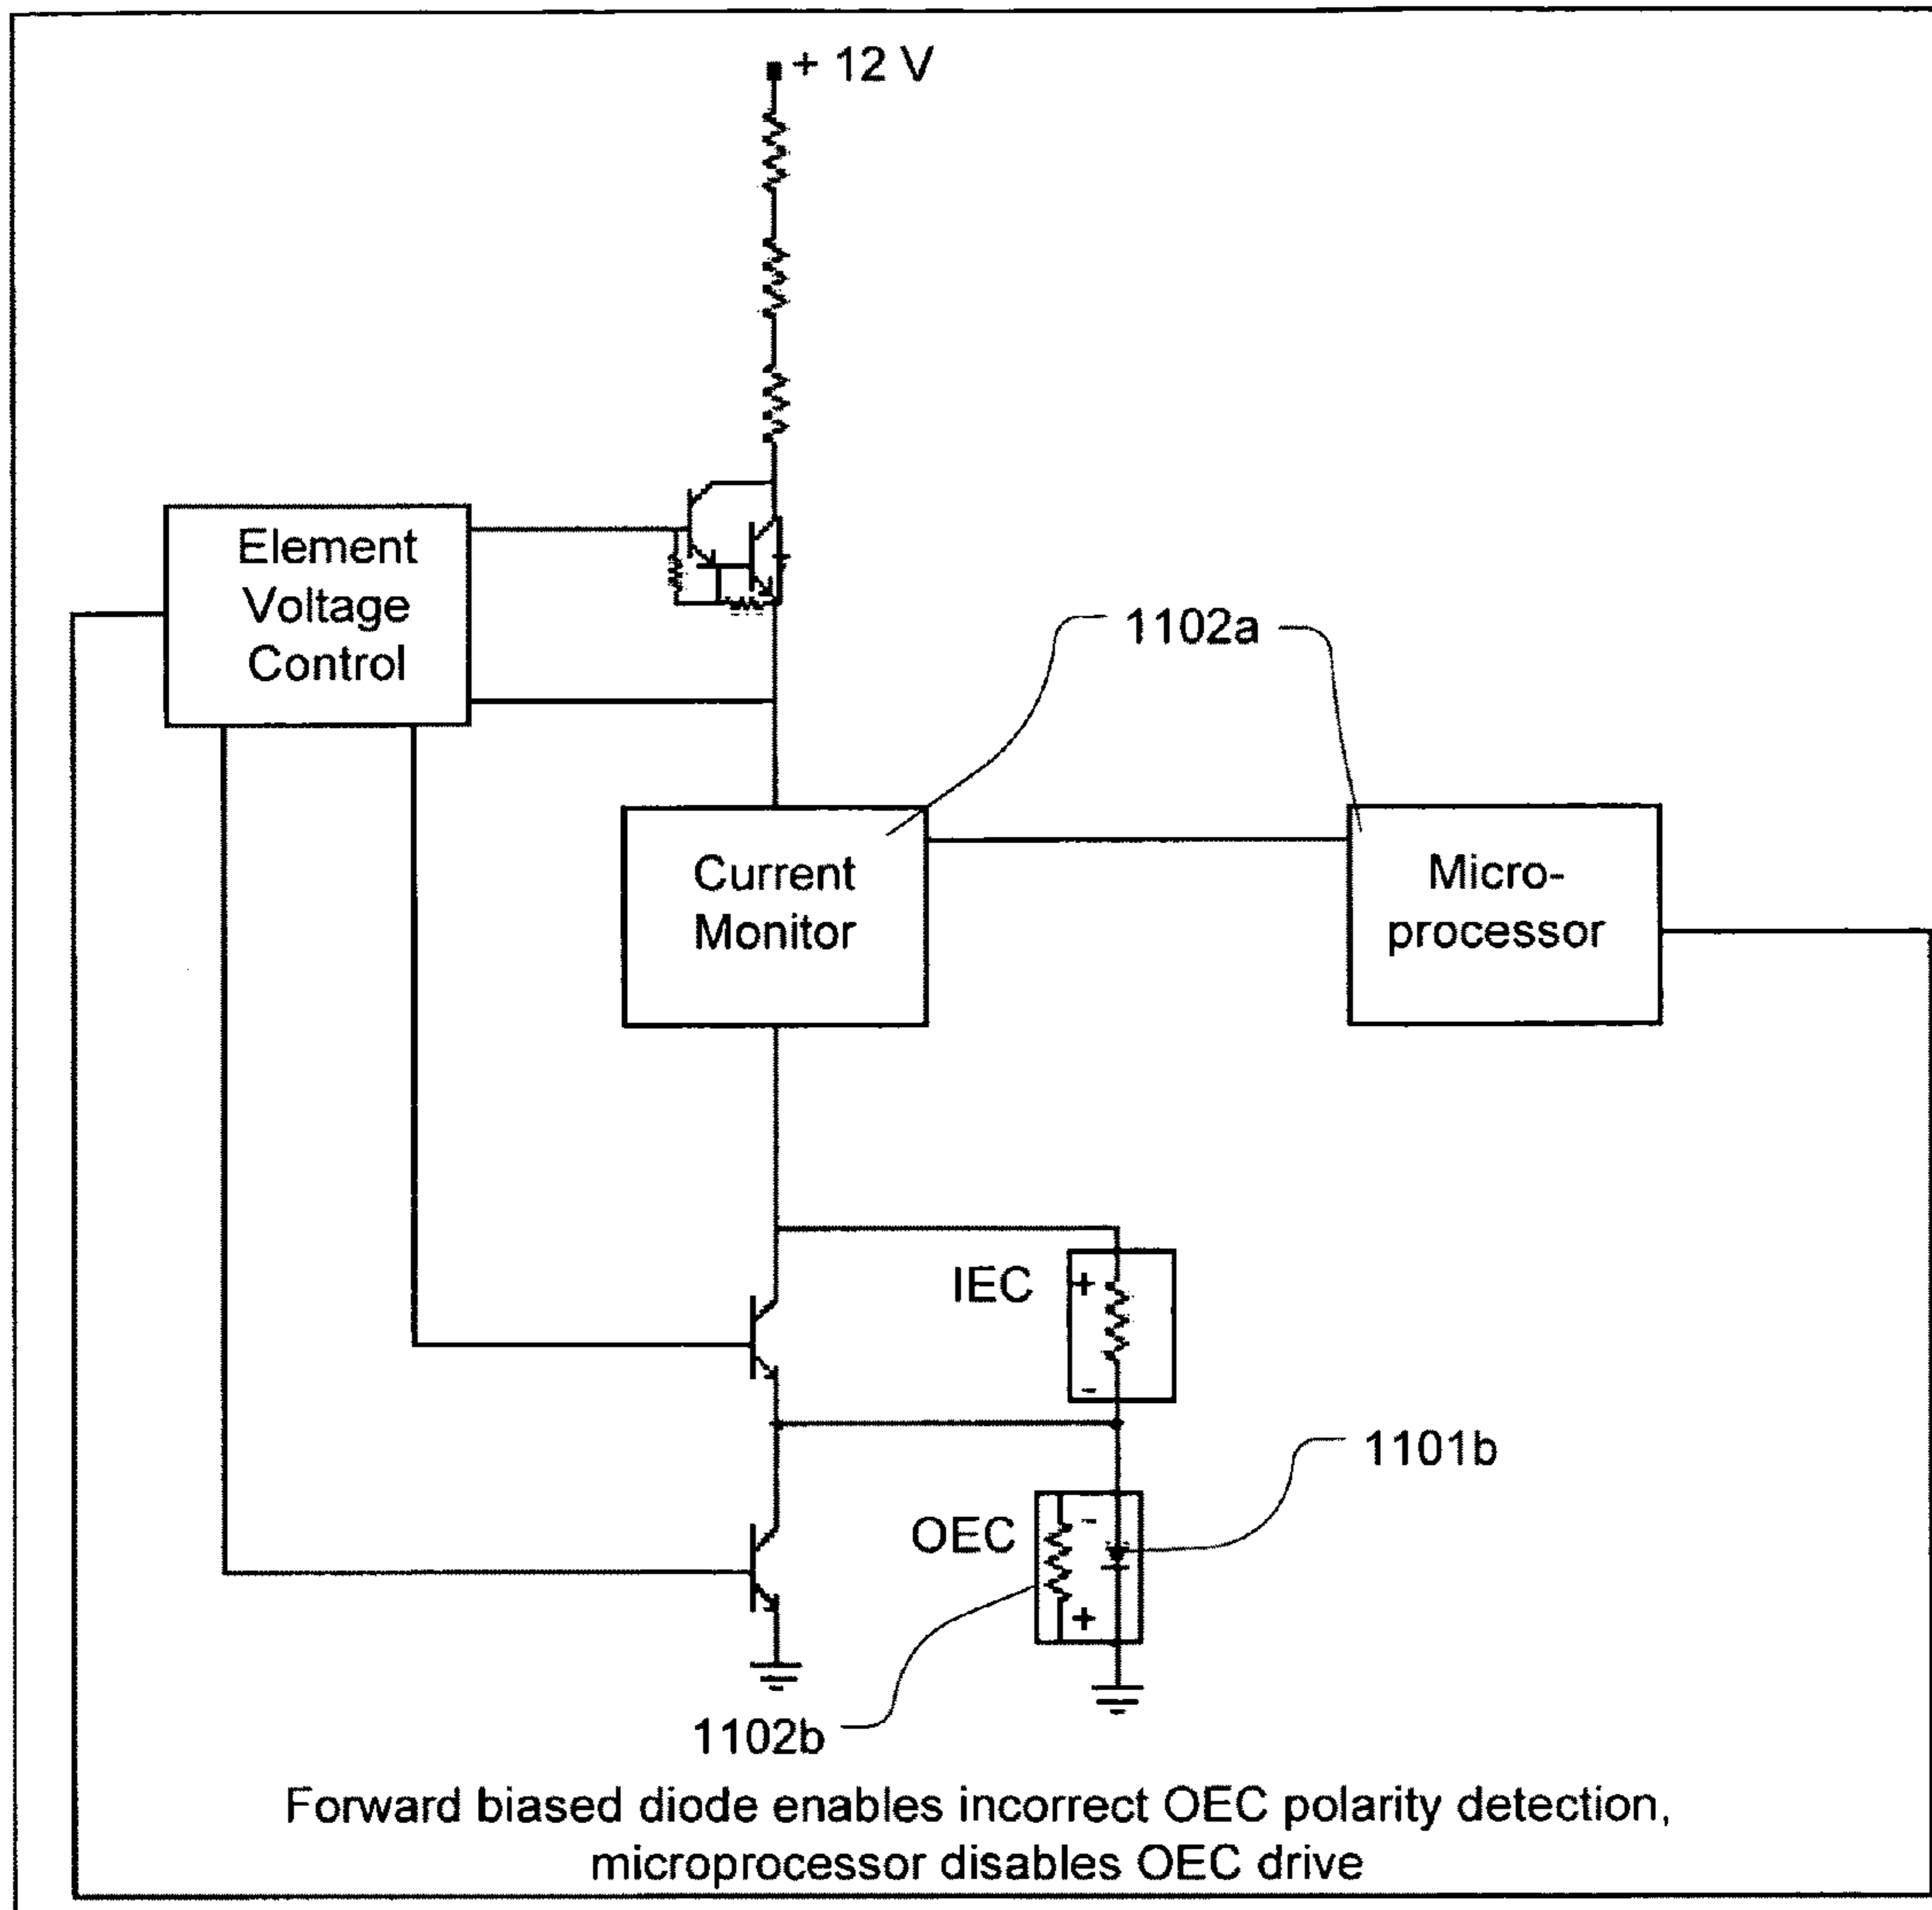 + 12 V
Element
Voltage
Control
1102a
Current
Monitor
Micro-
processor
IEC
+
-
1101b
OEC
-
+
1102b
Forward biased diode enables incorrect OEC polarity detection,
microprocessor disables OEC drive